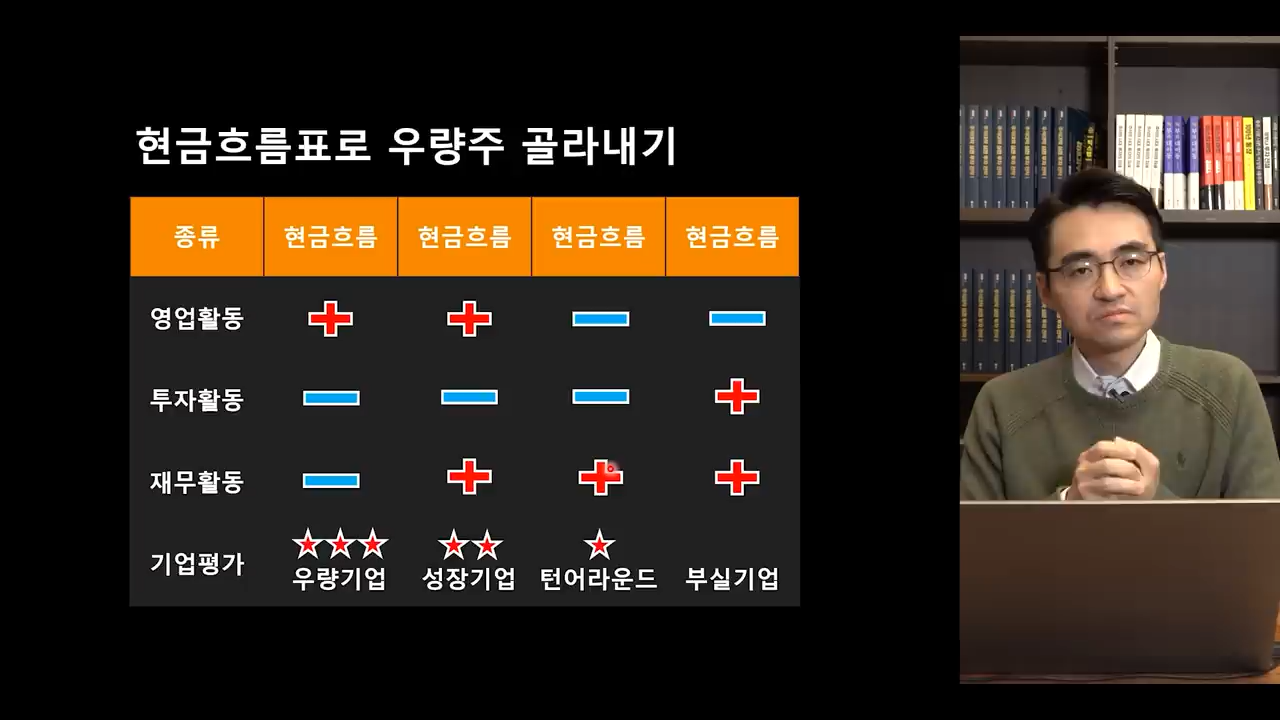 현금흐름표로 우량주 골라내기
종류 현금흐름 현금흐름 현금흐름 현금흐름
영업활동 + + - -
투자활동 - - - +
재무활동 - + + +
기업평가 ★★★ 우량기업 ★★ 성장기업 ★ 턴어라운드 부실기업